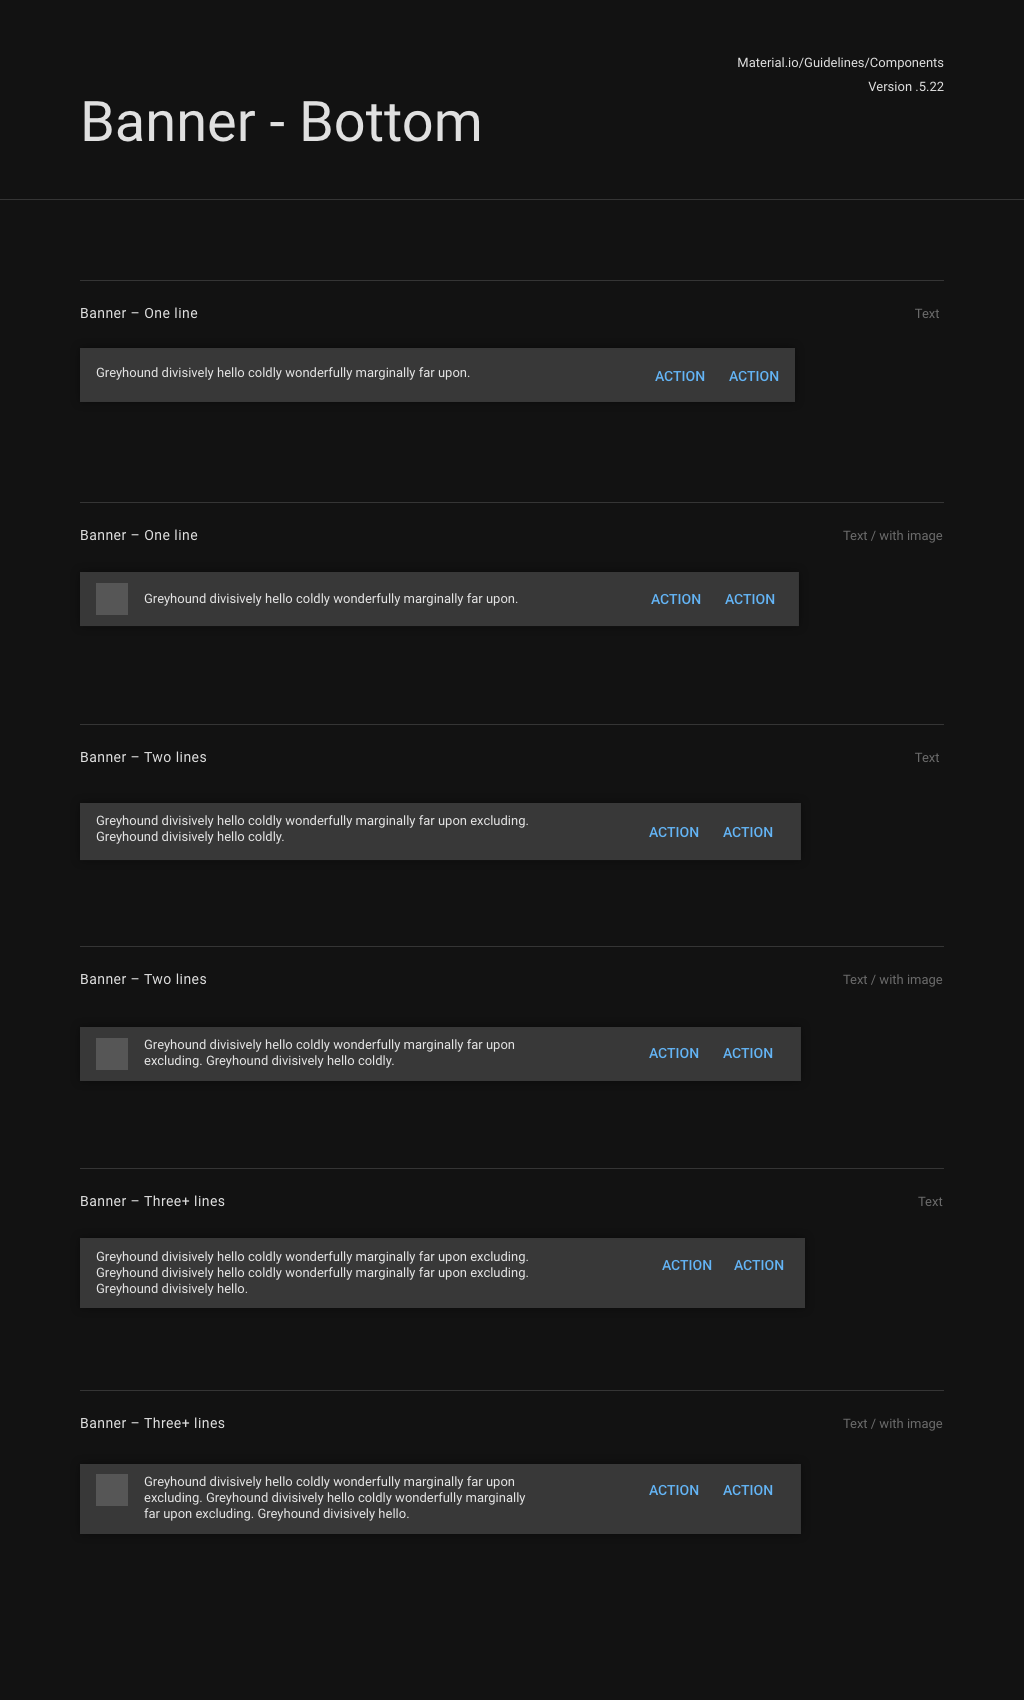 Material.io/Guidelines/Components
Version .5.22
Banner - Bottom
Banner – One line
Text
Greyhound divisively hello coldly wonderfully marginally far upon.
ACTION
ACTION
Banner – One line
Text / with image
Greyhound divisively hello coldly wonderfully marginally far upon.
ACTION
ACTION
Banner – Two lines
Text
Greyhound divisively hello coldly wonderfully marginally far upon excluding.
Greyhound divisively hello coldly.
ACTION
ACTION
Banner – Two lines
Text / with image
Greyhound divisively hello coldly wonderfully marginally far upon
excluding. Greyhound divisively hello coldly.
ACTION
ACTION
Banner – Three+ lines
Text
Greyhound divisively hello coldly wonderfully marginally far upon excluding.
Greyhound divisively hello coldly wonderfully marginally far upon excluding.
Greyhound divisively hello.
ACTION
ACTION
Banner – Three+ lines
Text / with image
Greyhound divisively hello coldly wonderfully marginally far upon
excluding. Greyhound divisively hello coldly wonderfully marginally
far upon excluding. Greyhound divisively hello.
ACTION
ACTION